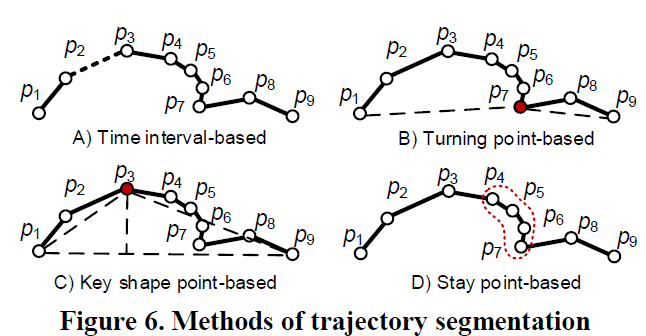 p1 p2 p3 p4 p5 p6 p7 p8 p9
A) Time interval-based
p1 p2 p3 p4 p5 p6 p7 p8 p9
B) Turning point-based
p1 p2 p3 p4 p5 p6 p7 p8 p9
C) Key shape point-based
p1 p2 p3 p4 p5 p6 p7 p8 p9
D) Stay point-based
Figure 6. Methods of trajectory segmentation